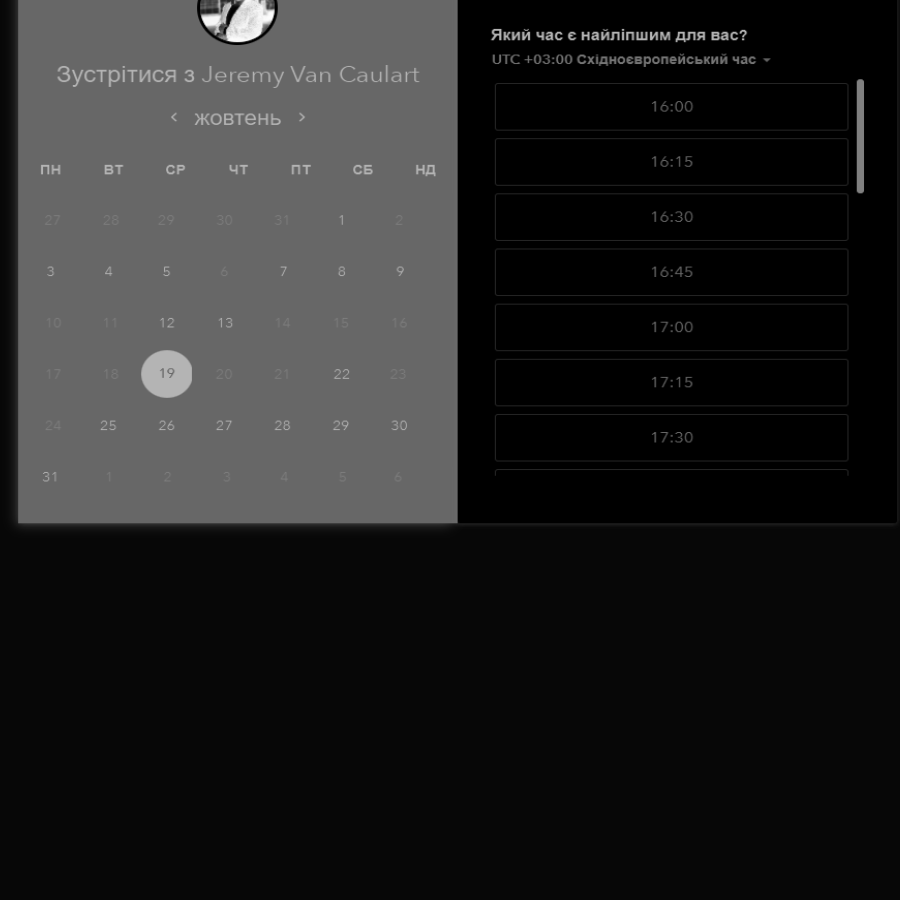 Зустрітися з Jeremy Van Caulart
‹ жовтень ›
ПН ВТ СР ЧТ ПТ СБ НД
27 28 29 30 31 1 2
3 4 5 6 7 8 9
10 11 12 13 14 15 16
17 18 19 20 21 22 23
24 25 26 27 28 29 30
31 1 2 3 4 5 6
Який час є найліпшим для вас?
UTC +03:00 Східноєвропейський час
16:00
16:15
16:30
16:45
17:00
17:15
17:30